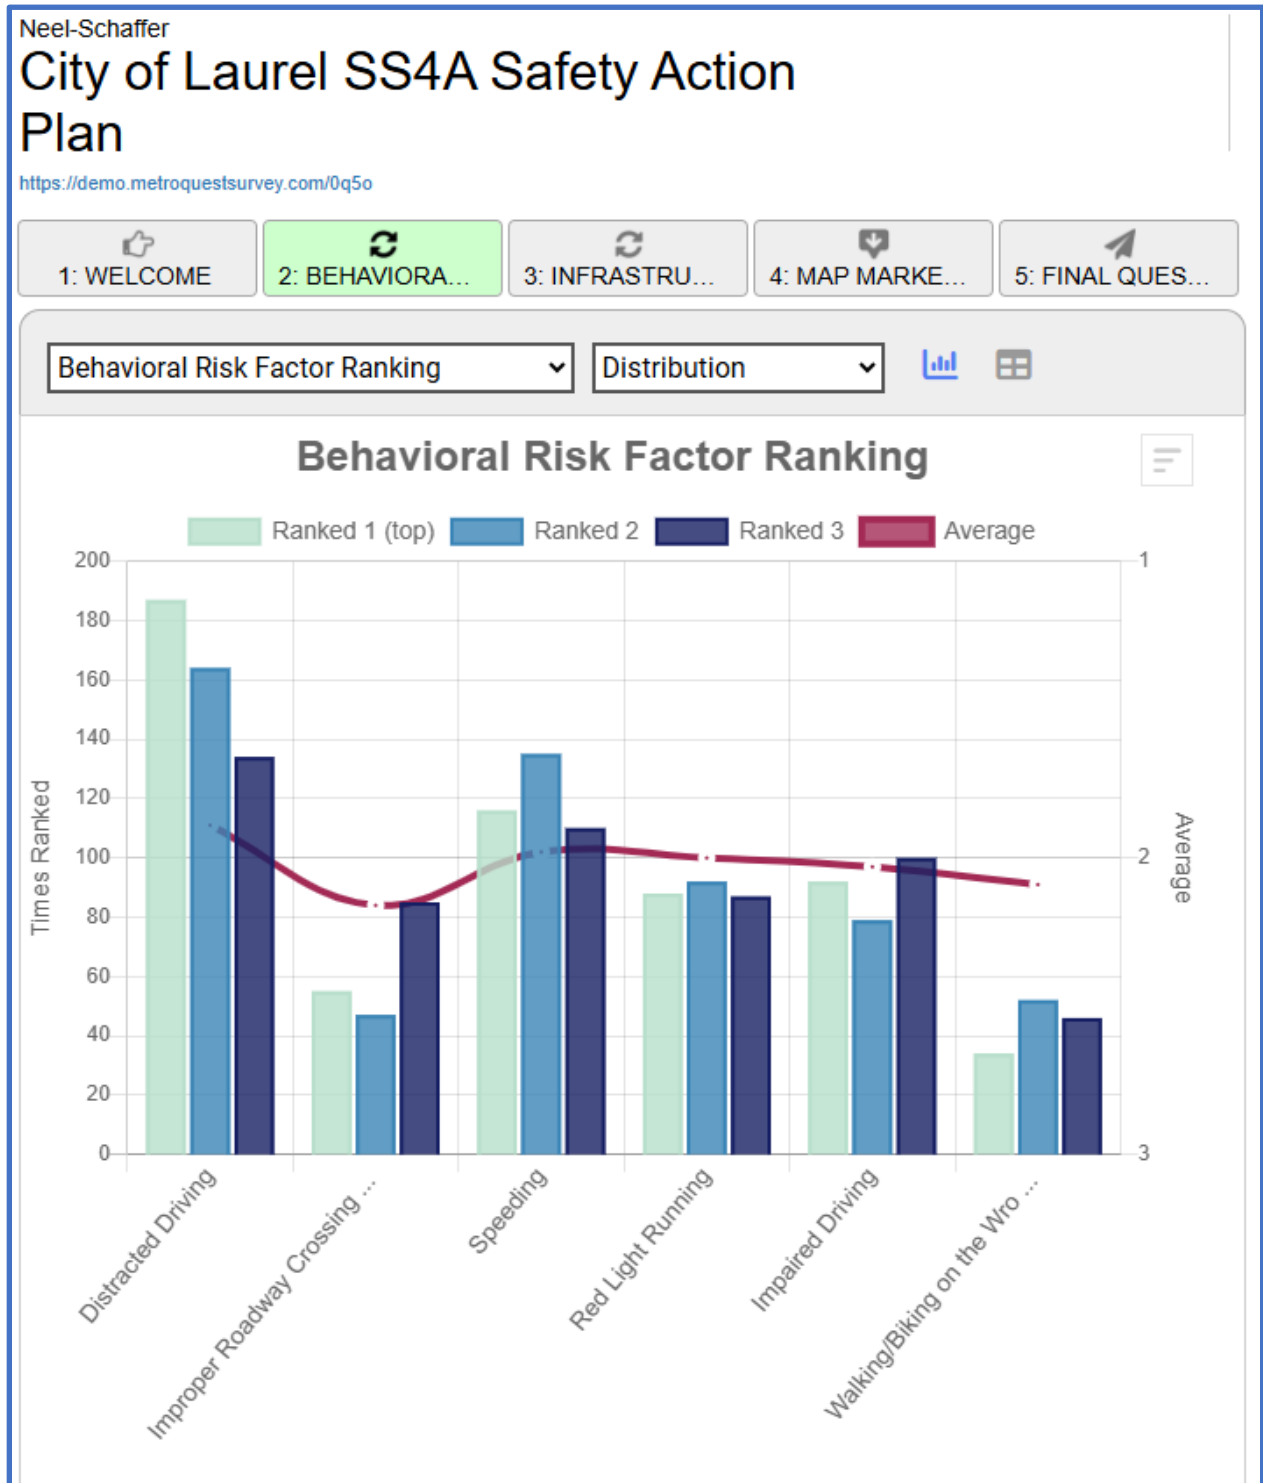 Neel-Schaffer
City of Laurel SS4A Safety Action
Plan
https://demo.metroquestsurvey.com/0q5o
1: WELCOME
2: BEHAVIORA...
3: INFRASTRU...
4: MAP MARKE...
5: FINAL QUES...
Behavioral Risk Factor Ranking
Distribution
Behavioral Risk Factor Ranking
Ranked 1 (top)
Ranked 2
Ranked 3
Average
Times Ranked
200
180
160
140
120
100
80
60
40
20
0
1
2
3
Average
Distracted Driving
Improper Roadway Crossing ...
Speeding
Red Light Running
Impaired Driving
Walking/Biking on the Wro ...